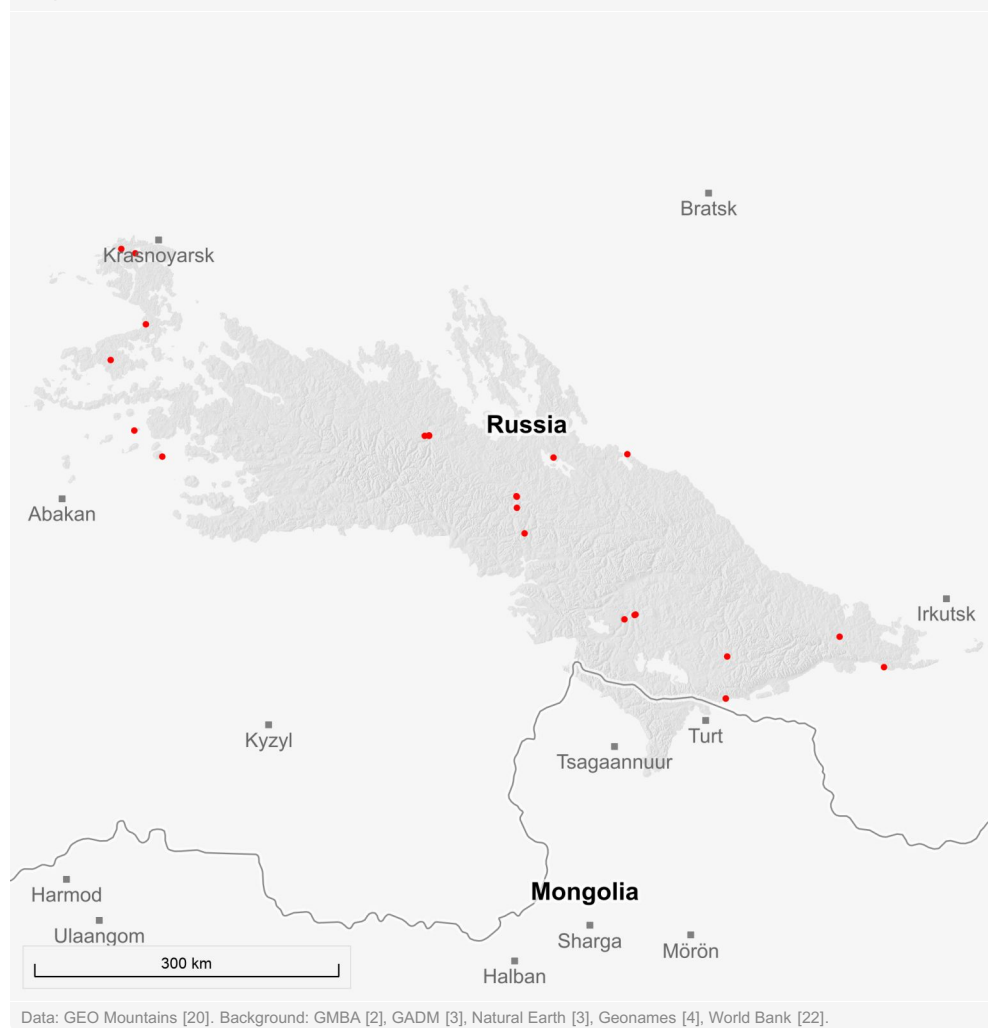 Bratsk
Krasnoyarsk
Russia
Abakan
Irkutsk
Kyzyl
Turt
Tsagaannuur
Harmod
Mongolia
Ulaangom
Sharga
Mörön
300 km
Halban
Data: GEO Mountains [20]. Background: GMBA [2], GADM [3], Natural Earth [3], Geonames [4], World Bank [22].